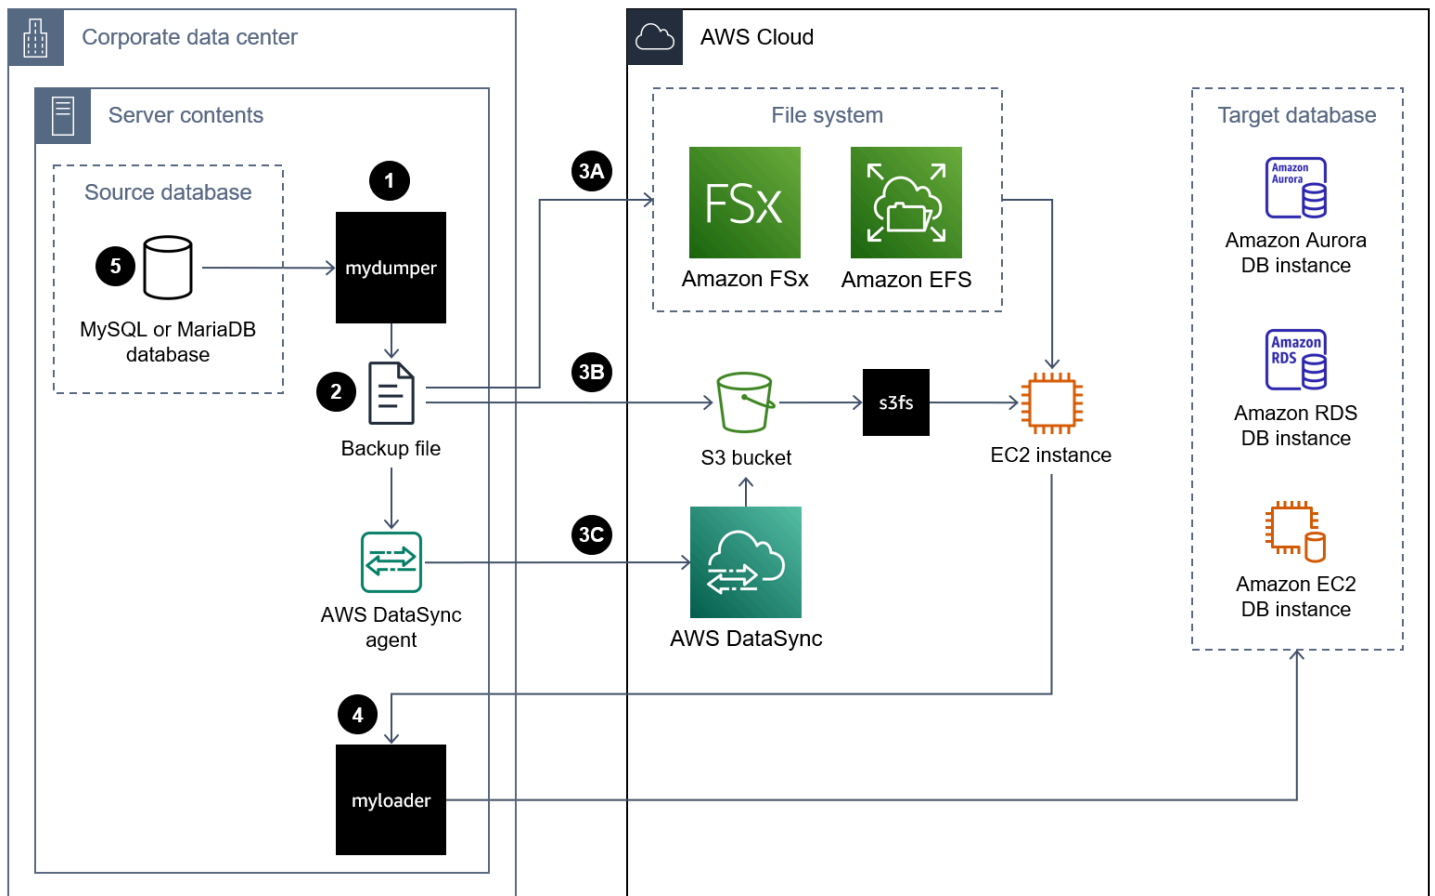 Corporate data center
AWS Cloud
Server contents
File system
Target database
Source database
1
3A
FSx
Amazon FSx
Amazon EFS
Amazon
Aurora
Amazon Aurora
DB instance
5
mydumper
MySQL or MariaDB
database
2
Backup file
3B
S3 bucket
s3fs
EC2 instance
Amazon
RDS
Amazon RDS
DB instance
3C
AWS DataSync
agent
AWS DataSync
Amazon EC2
DB instance
4
myloader